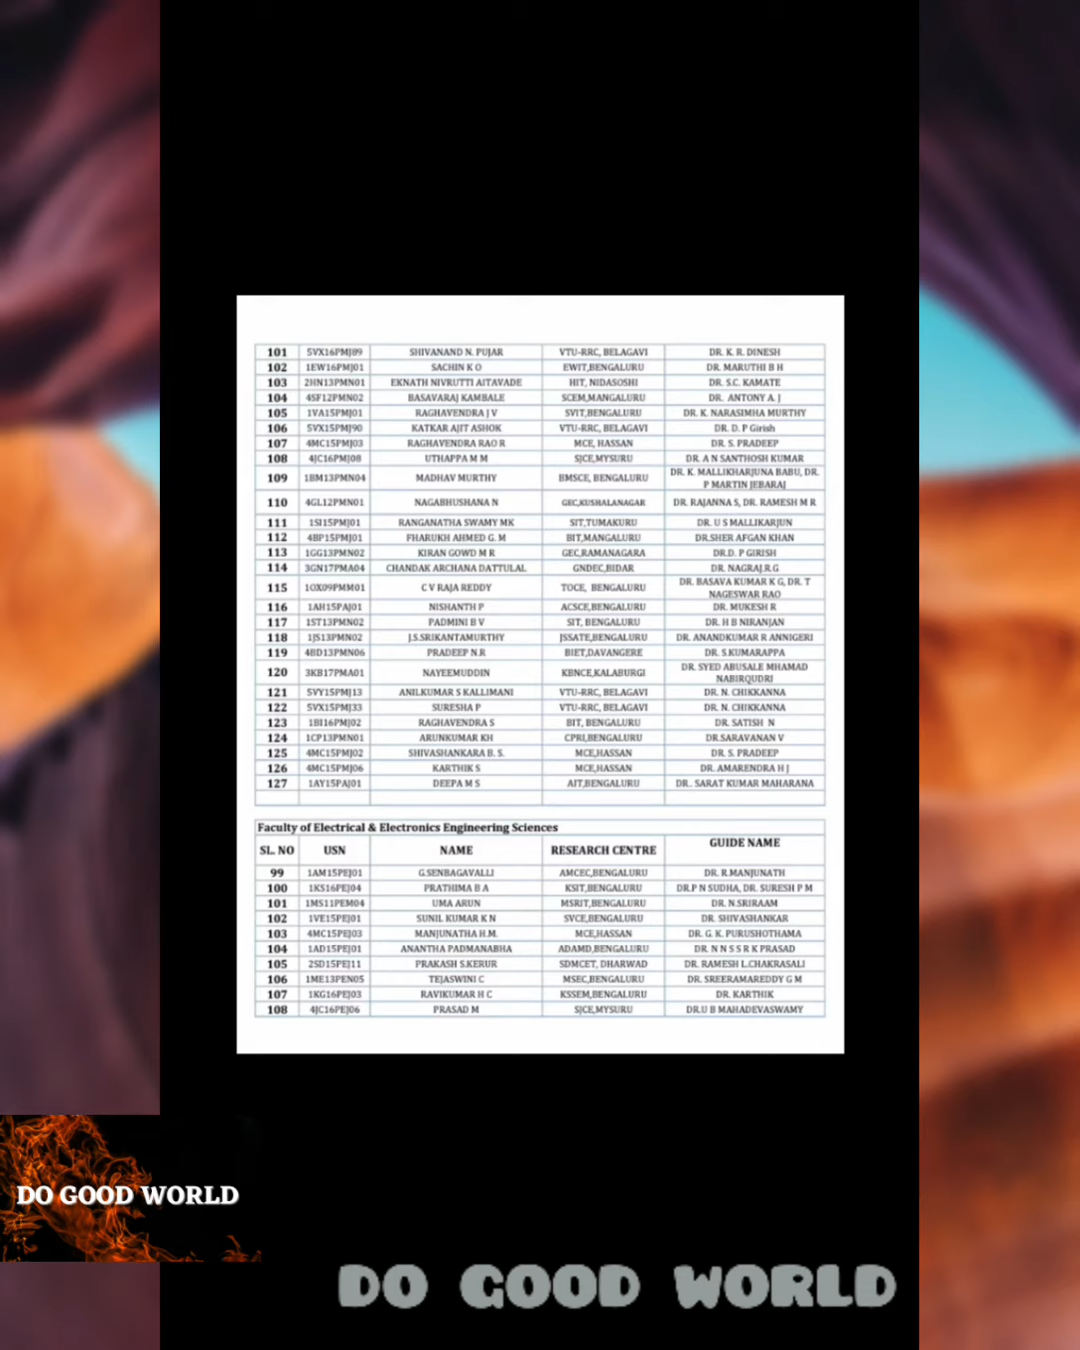 101 5VX16PMJ89 SHIVANAND N. PUJAR VTU-RRC, BELAGAVI DR. K. R. DINESH
102 1EW16PMJ01 SACHIN K O EWIT,BENGALURU DR. MARUTHI B H
103 2HN13PMN01 EKNATH NIVRUTTI AITAVADE HIT, NIDASOSHI DR. S.C. KAMATE
104 4SF12PMN02 BASAVARAJ KAMBALE SCEM,MANGALURU DR. ANTONY A. J
105 1VA15PMJ01 RAGHAVENDRA J V SVIT,BENGALURU DR. K. NARASIMHA MURTHY
106 5VX15PMJ90 KATKAR AJIT ASHOK VTU-RRC, BELAGAVI DR. D. P Girish
107 4MC15PMJ03 RAGHAVENDRA RAO R MCE, HASSAN DR. S. PRADEEP
108 4JC16PMJ08 UTHAPPA M M SJCE,MYSURU DR. A N SANTHOSH KUMAR
109 1BM13PMN04 MADHAV MURTHY BMSCE, BENGALURU DR. K. MALLIKHARJUNA BABU, DR.
P MARTIN JEBARAJ
110 4GL12PMN01 NAGABHUSHANA N GEC,KUSHALANAGAR DR. RAJANNA S, DR. RAMESH M R
111 1SI15PMJ01 RANGANATHA SWAMY MK SIT,TUMAKURU DR. U S MALLIKARJUN
112 4BP15PMJ01 FHARUKH AHMED G. M BIT,MANGALURU DR.SHER AFGAN KHAN
113 1GG13PMN02 KIRAN GOWD M R GEC,RAMANAGARA DR.D. P GIRISH
114 3GN17PMA04 CHANDAK ARCHANA DATTULAL GNDEC,BIDAR DR. NAGRAJ.R.G
115 1OX09PMM01 C V RAJA REDDY TOCE, BENGALURU DR. BASAVA KUMAR K G, DR. T
NAGESWAR RAO
116 1AH15PAJ01 NISHANTH P ACSCE,BENGALURU DR. MUKESH R
117 1ST13PMN02 PADMINI B V SIT, BENGALURU DR. H B NIRANJAN
118 1JS13PMN02 J.S.SRIKANTAMURTHY JSSATE,BENGALURU DR. ANANDKUMAR R ANNIGERI
119 4BD13PMN06 PRADEEP N.R BIET,DAVANGERE DR. S.KUMARAPPA
120 3KB17PMA01 NAYEEMUDDIN KBNCE,KALABURGI DR. SYED ABUSALE MHAMAD
NABIRQUDRI
121 5VY15PMJ13 ANILKUMAR S KALLIMANI VTU-RRC, BELAGAVI DR. N. CHIKKANNA
122 5VX15PMJ33 SURESHA P VTU-RRC, BELAGAVI DR. N. CHIKKANNA
123 1BI16PMJ02 RAGHAVENDRA S BIT, BENGALURU DR. SATISH N
124 1CP13PMN01 ARUNKUMAR KH CPRI,BENGALURU DR.SARAVANAN V
125 4MC15PMJ02 SHIVASHANKARA B. S. MCE,HASSAN DR. S. PRADEEP
126 4MC15PMJ06 KARTHIK S MCE,HASSAN DR. AMARENDRA H J
127 1AY15PAJ01 DEEPA M S AIT,BENGALURU DR. SARAT KUMAR MAHARANA
Faculty of Electrical & Electronics Engineering Sciences
SL. NO USN NAME RESEARCH CENTRE GUIDE NAME
99 1AM15PEJ01 G.SENBAGAVALLI AMCEC,BENGALURU DR. R.MANJUNATH
100 1KS16PEJ04 PRATHIMA B A KSIT,BENGALURU DR.P N SUDHA, DR. SURESH P M
101 1MS11PEM04 UMA ARUN MSRIT,BENGALURU DR. N.SRIRAAM
102 1VE15PEJ01 SUNIL KUMAR K N SVCE,BENGALURU DR. SHIVASHANKAR
103 4MC15PEJ03 MANJUNATHA H.M. MCE,HASSAN DR. G. K. PURUSHOTHAMA
104 1AD15PEJ01 ANANTHA PADMANABHA ADAMD,BENGALURU DR. N N S S R K PRASAD
105 2SD15PEJ11 PRAKASH S.KERUR SDMCET, DHARWAD DR. RAMESH L.CHAKRASALI
106 1ME13PEN05 TEJASWINI C MSEC,BENGALURU DR. SREERAMAREDDY G M
107 1KG16PEJ03 RAVIKUMAR H C KSSEM,BENGALURU DR. KARTHIK
108 4JC16PEJ06 PRASAD M SJCE,MYSURU DR.U B MAHADEVASWAMY
DO GOOD WORLD
DO GOOD WORLD